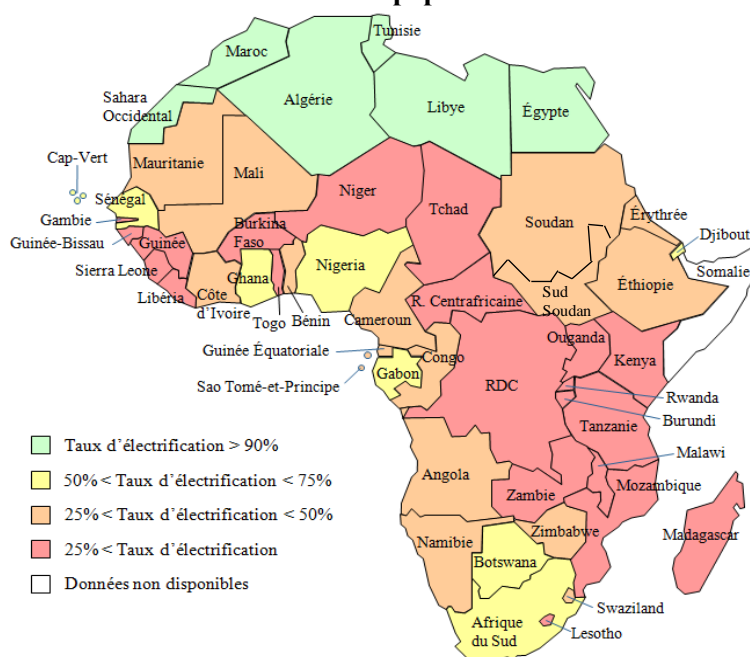 Tunisie
Maroc
Algérie
Libye
Égypte
Sahara
Occidental
Cap-Vert
Mauritanie
Mali
Niger
Tchad
Soudan
Érythrée
Sénégal
Gambie
Guinée-Bissau
Guinée
Burkina
Faso
Djibout
Sierra Leone
Libéria
Côte
d'Ivoire
Ghana
Togo
Bénin
Nigeria
Somalie
Éthiopie
Sud
Soudan
R. Centrafricaine
Cameroun
Guinée Équatoriale
Congo
Ouganda
Kenya
Sao Tomé-et-Principe
Gabon
RDC
Rwanda
Burundi
Tanzanie
Malawi
Angola
Zambie
Mozambique
Madagascar
Namibie
Zimbabwe
Botswana
Swaziland
Afrique
du Sud
Lesotho
Taux d'électrification > 90%
50% < Taux d'électrification < 75%
25% < Taux d'électrification < 50%
25% < Taux d'électrification
Données non disponibles